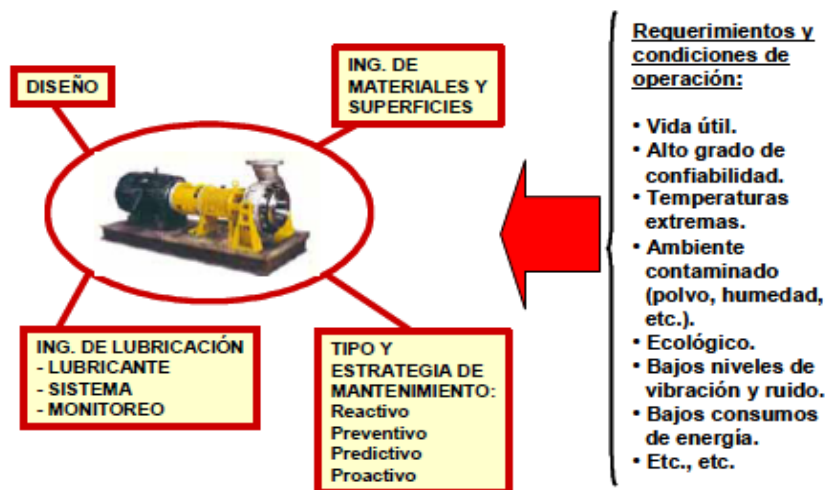 DISEÑO
ING. DE
MATERIALES Y
SUPERFICIES
ING. DE LUBRICACIÓN
- LUBRICANTE
- SISTEMA
- MONITOREO
TIPO Y
ESTRATEGIA DE
MANTENIMIENTO:
Reactivo
Preventivo
Predictivo
Proactivo
Requerimientos y
condiciones de
operación:
• Vida útil.
• Alto grado de
confiabilidad.
• Temperaturas
extremas.
• Ambiente
contaminado
(polvo, humedad,
etc.).
• Ecológico.
• Bajos niveles de
vibración y ruido.
• Bajos consumos
de energía.
• Etc., etc.